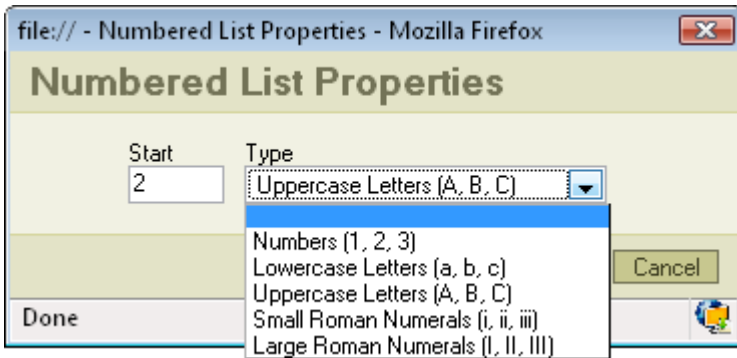 file:// - Numbered List Properties - Mozilla Firefox
Numbered List Properties
Start Type
2 Uppercase Letters (A, B, C)
Numbers (1, 2, 3)
Lowercase Letters (a, b, c)
Cancel
Uppercase Letters (A, B, C)
Done
Small Roman Numerals (i, ii, iii)
Large Roman Numerals (I, II, III)